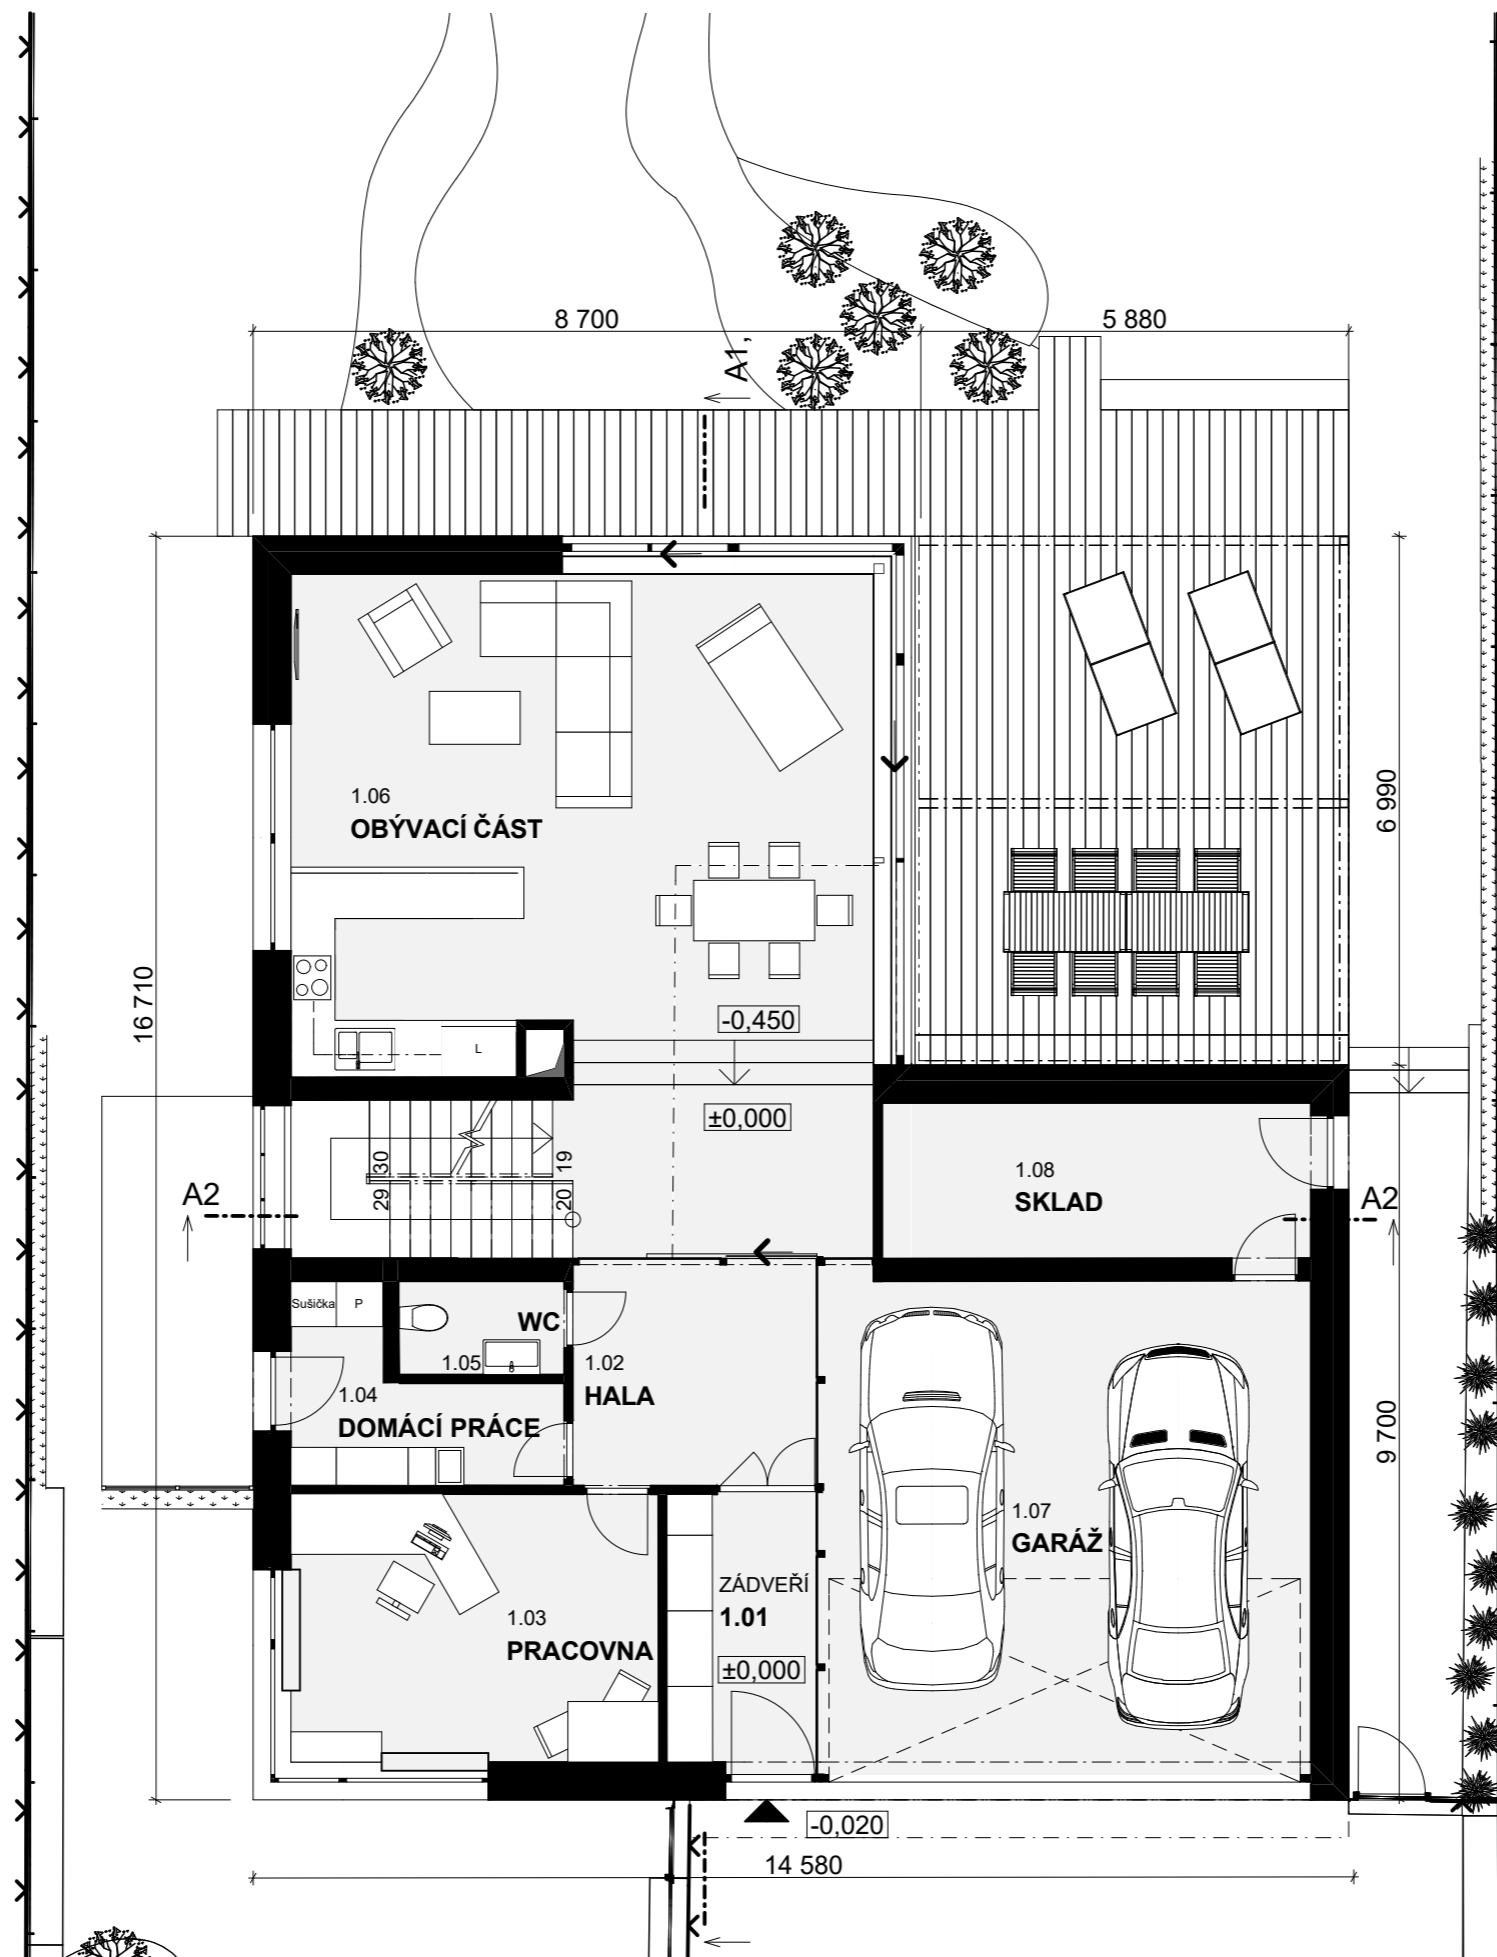 8 700
5 880
A1,
1.06
OBÝVACÍ ČÁST
6 990
16 710
-0,450
L
±0,000
30
19
29
20
1.08
SKLAD
A2
A2
Sušička
P
WC
1.05
1.02
HALA
1.04
DOMÁCÍ PRÁCE
9 700
1.07
GARÁŽ
ZÁDVEŘÍ
1.01
1.03
PRACOVNA
±0,000
-0,020
14 580